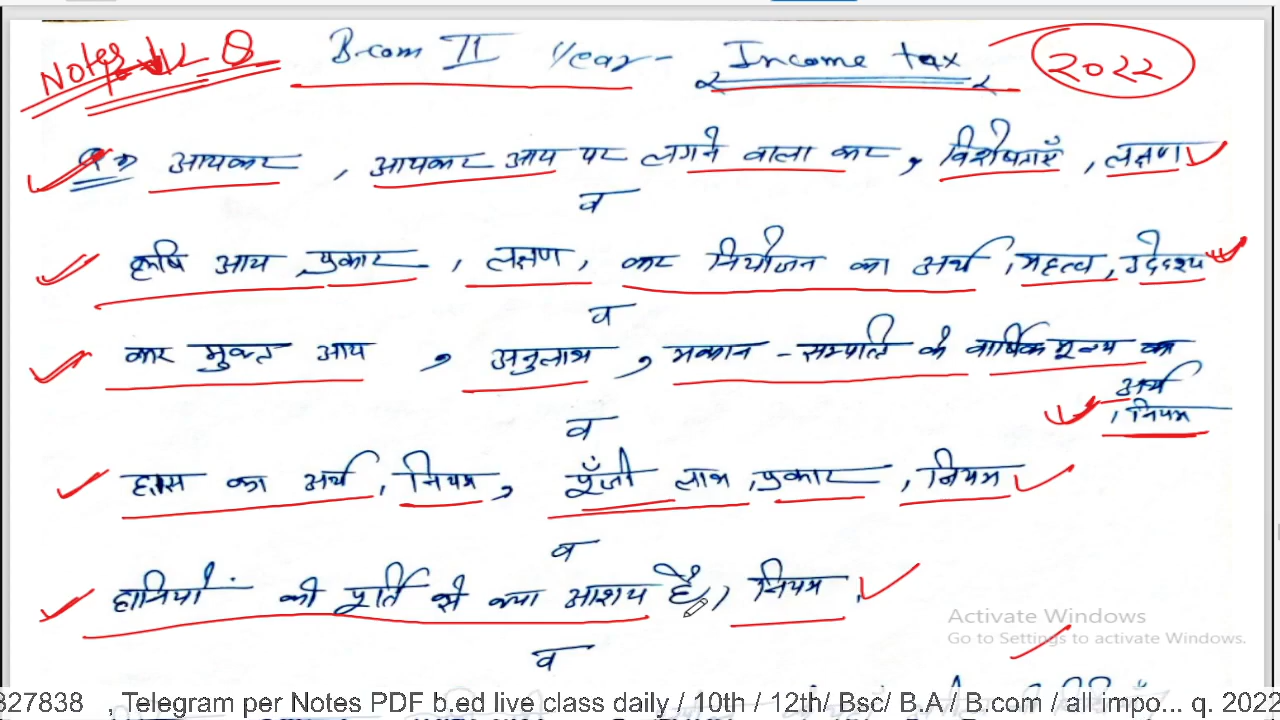 Notes B.com II Year - Income tax 2022
आयकर, आयकर आय पर लगने वाला कर, विशेषताएँ, लक्षण
व
कृषि आय प्रकार, लक्षण, कर नियोजन का अर्थ, महत्व, उद्देश्य
व
कर मुक्त आय, अनुलाभ, मकान - सम्पत्ति के वार्षिक मूल्य का
अर्थ
, नियम
व
ह्रास का अर्थ, नियम, पूँजी लाभ, प्रकार, नियम
व
हानियों की पूर्ति से क्या आशय है, नियम
व
Activate Windows
Go to Settings to activate Windows.
327838 , Telegram per Notes PDF b.ed live class daily / 10th / 12th/ Bsc/ B.A / B.com / all impo... q. 2022